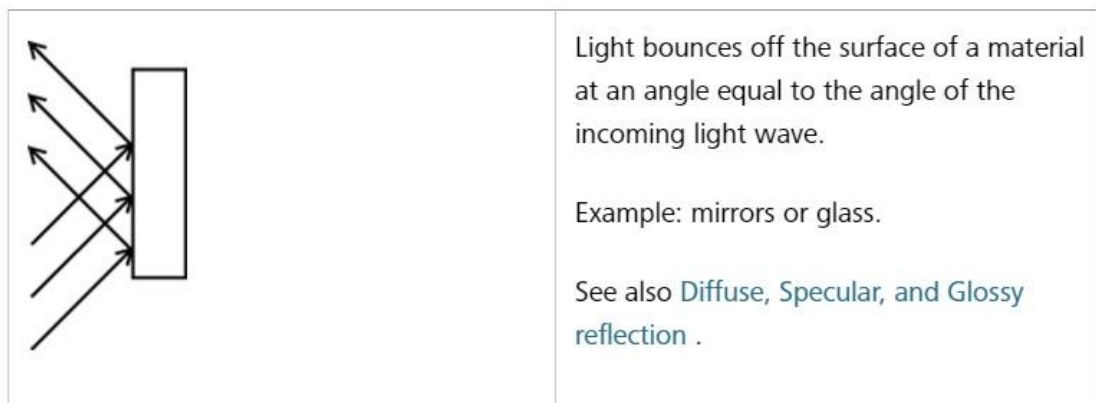 Light bounces off the surface of a material
at an angle equal to the angle of the
incoming light wave.
Example: mirrors or glass.
See also Diffuse, Specular, and Glossy
reflection .